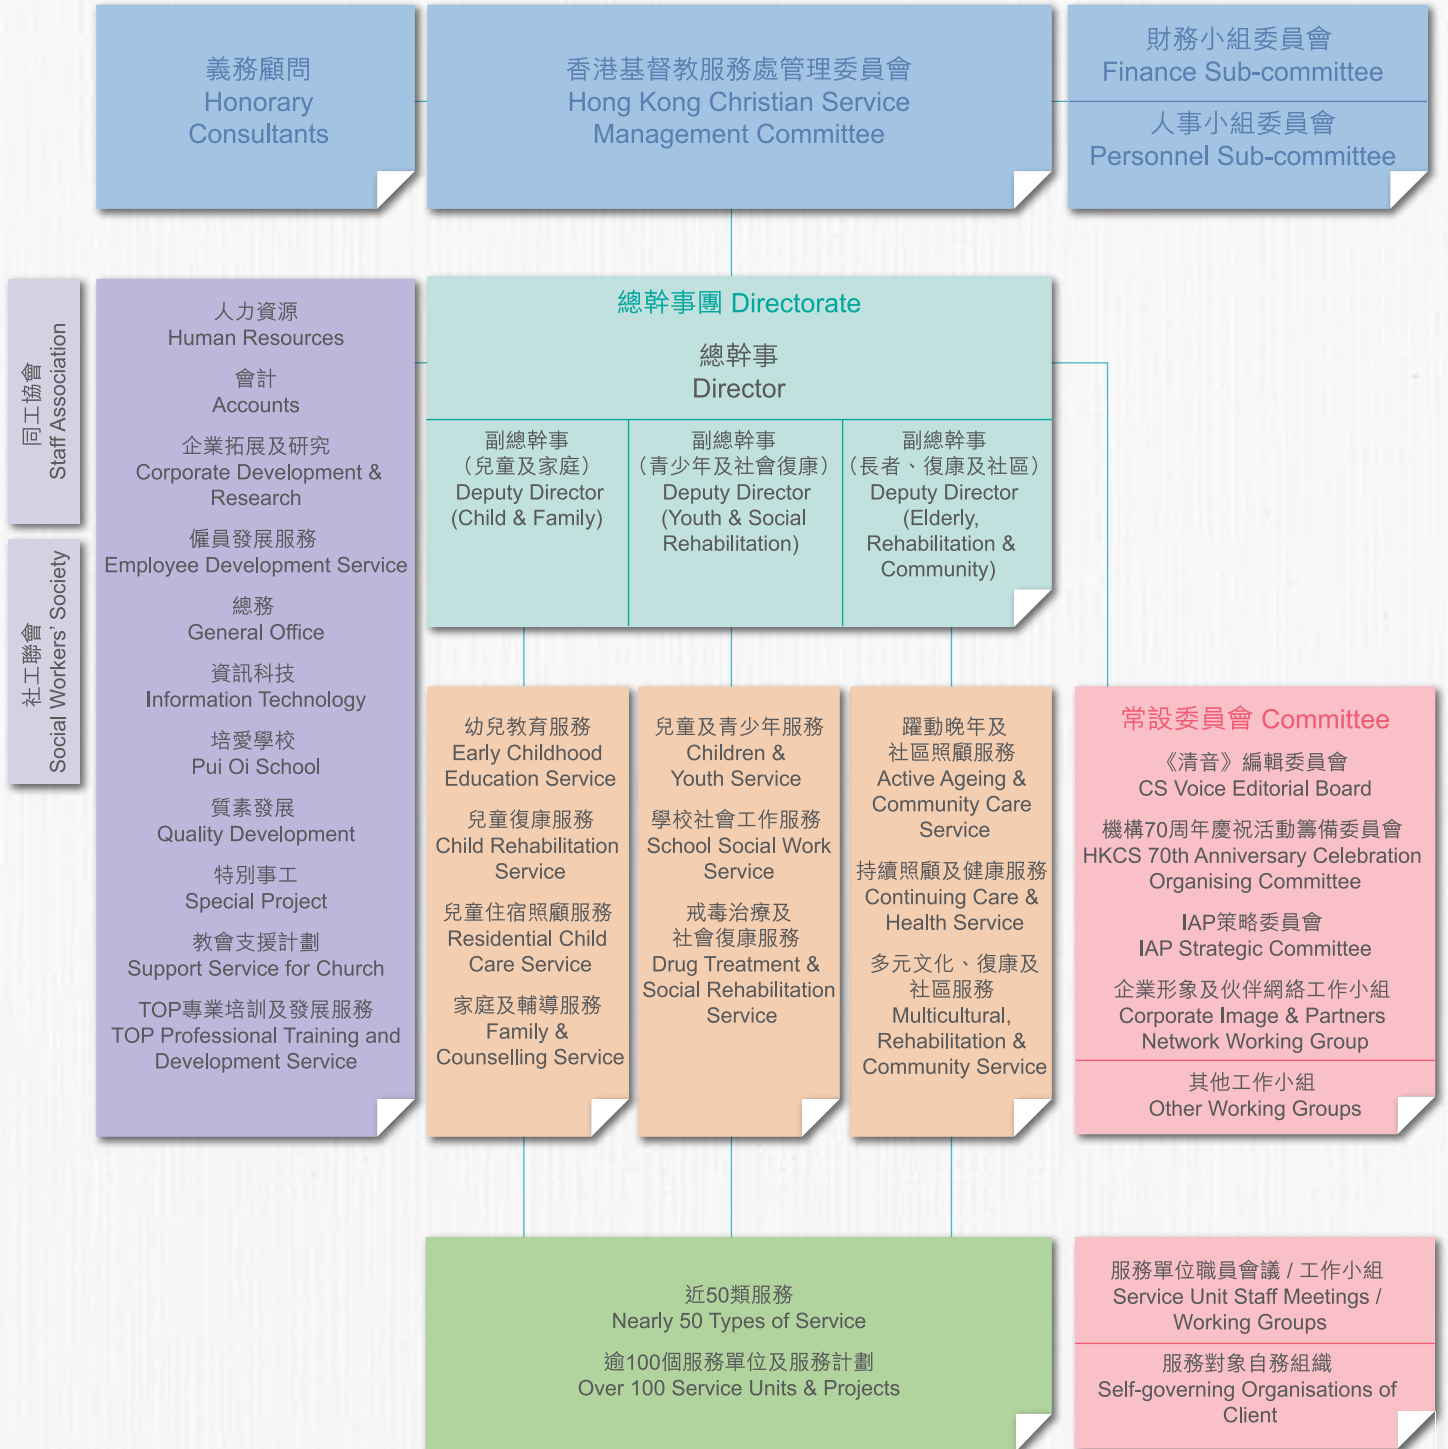 義務顧問
Honorary
Consultants
香港基督教服務處管理委員會
Hong Kong Christian Service
Management Committee
財務小組委員會
Finance Sub-committee
人事小組委員會
Personnel Sub-committee
同工協會
Staff Association
社工聯會
Social Workers' Society
人力資源
Human Resources
會計
Accounts
企業拓展及研究
Corporate Development &
Research
僱員發展服務
Employee Development Service
總務
General Office
資訊科技
Information Technology
培愛學校
Pui Oi School
質素發展
Quality Development
特別事工
Special Project
教會支援計劃
Support Service for Church
TOP專業培訓及發展服務
TOP Professional Training and
Development Service
總幹事團 Directorate
總幹事
Director
副總幹事
（兒童及家庭）
Deputy Director
(Child & Family)
副總幹事
（青少年及社會復康）
Deputy Director
(Youth & Social
Rehabilitation)
副總幹事
（長者、復康及社區）
Deputy Director
(Elderly,
Rehabilitation &
Community)
幼兒教育服務
Early Childhood
Education Service
兒童復康服務
Child Rehabilitation
Service
兒童住宿照顧服務
Residential Child
Care Service
家庭及輔導服務
Family &
Counselling Service
兒童及青少年服務
Children &
Youth Service
學校社會工作服務
School Social Work
Service
戒毒治療及
社會復康服務
Drug Treatment &
Social Rehabilitation
Service
躍動晚年及
社區照顧服務
Active Ageing &
Community Care
Service
持續照顧及健康服務
Continuing Care &
Health Service
多元文化、復康及
社區服務
Multicultural,
Rehabilitation &
Community Service
常設委員會 Committee
《清音》編輯委員會
CS Voice Editorial Board
機構70周年慶祝活動籌備委員會
HKCS 70th Anniversary Celebration
Organising Committee
IAP策略委員會
IAP Strategic Committee
企業形象及伙伴網絡工作小組
Corporate Image & Partners
Network Working Group
其他工作小組
Other Working Groups
近50類服務
Nearly 50 Types of Service
逾100個服務單位及服務計劃
Over 100 Service Units & Projects
服務單位職員會議 / 工作小組
Service Unit Staff Meetings /
Working Groups
服務對象自務組織
Self-governing Organisations of
Client